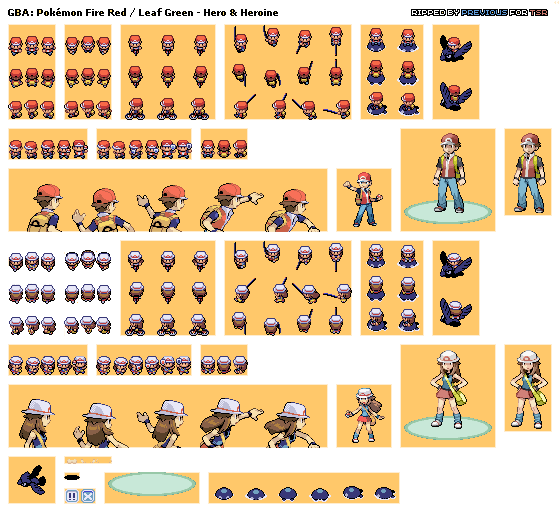 GBA: Pokémon Fire Red / Leaf Green - Hero & Heroine
RIPPED BY PREVIOUS FOR TSR